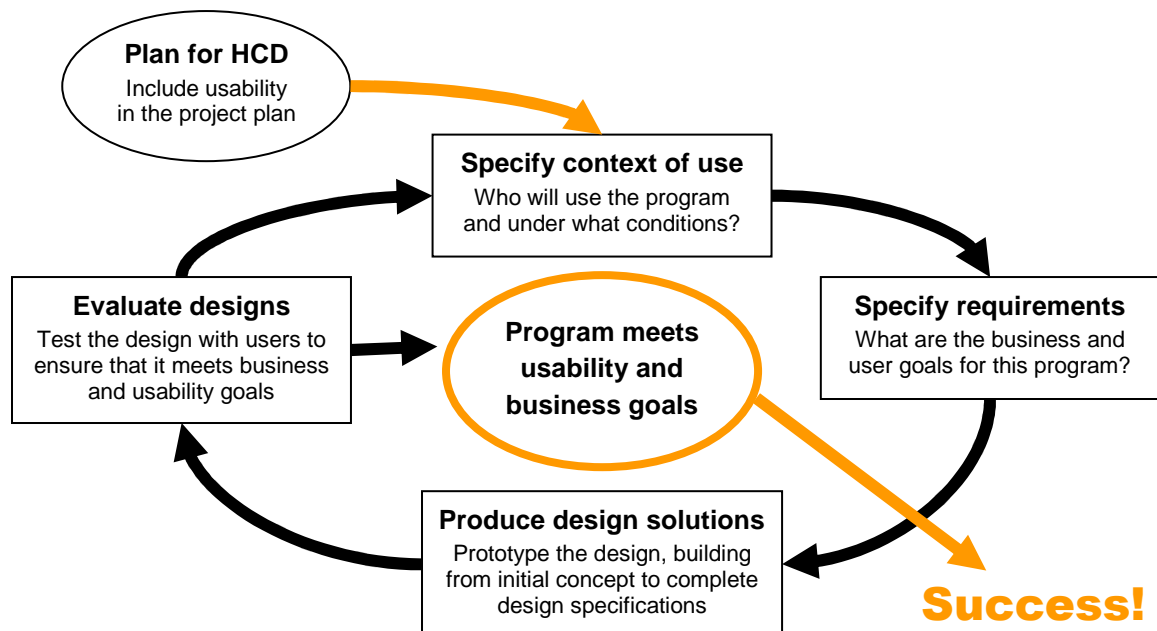 Plan for HCD
Include usability
in the project plan
Specify context of use
Who will use the program
and under what conditions?
Evaluate designs
Test the design with users to
ensure that it meets business
and usability goals
Program meets
usability and
business goals
Specify requirements
What are the business and
user goals for this program?
Produce design solutions
Prototype the design, building
from initial concept to complete
design specifications
Success!